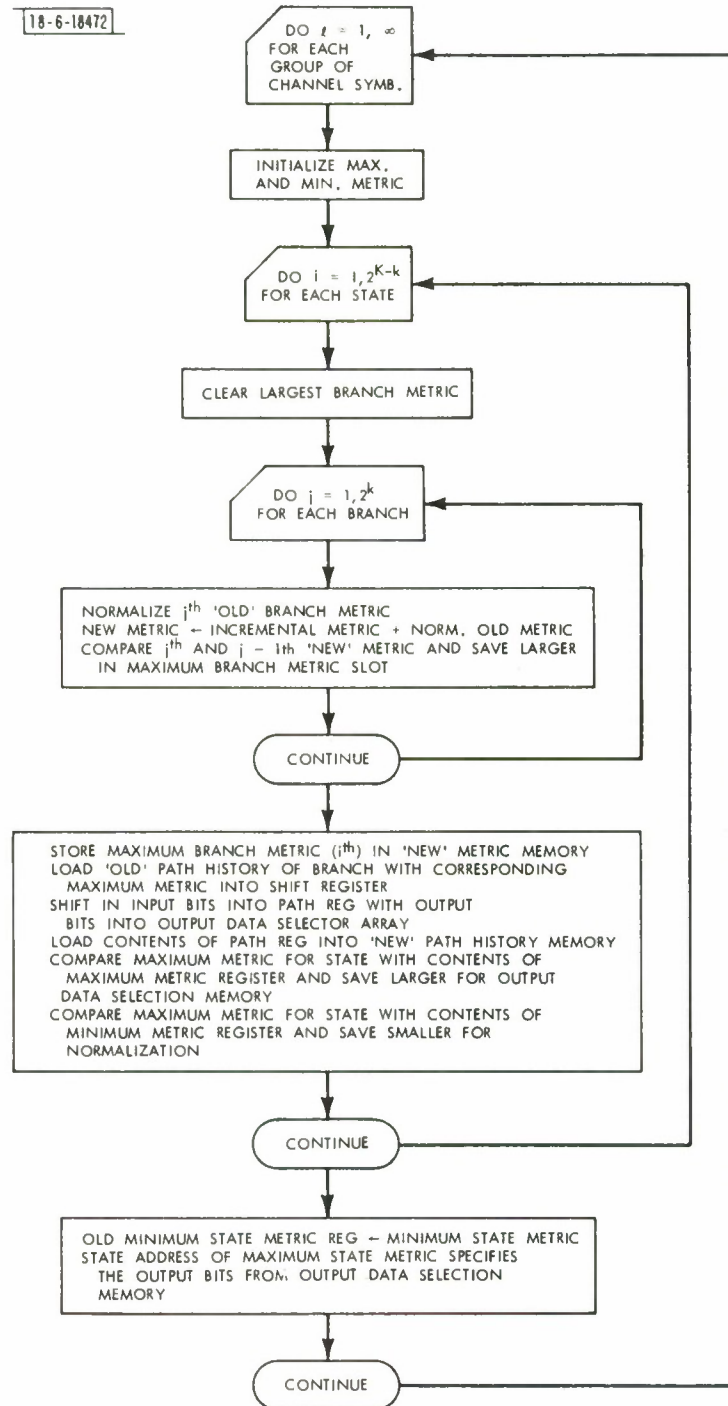 18-6-18472
DO ℓ = 1, ∞
FOR EACH
GROUP OF
CHANNEL SYMB.
INITIALIZE MAX.
AND MIN. METRIC
DO i = 1,2^K-k
FOR EACH STATE
CLEAR LARGEST BRANCH METRIC
DO j = 1,2^k
FOR EACH BRANCH
NORMALIZE j^th 'OLD' BRANCH METRIC
NEW METRIC ← INCREMENTAL METRIC + NORM. OLD METRIC
COMPARE j^th AND j - 1th 'NEW' METRIC AND SAVE LARGER
IN MAXIMUM BRANCH METRIC SLOT
CONTINUE
STORE MAXIMUM BRANCH METRIC (i^th) IN 'NEW' METRIC MEMORY
LOAD 'OLD' PATH HISTORY OF BRANCH WITH CORRESPONDING
MAXIMUM METRIC INTO SHIFT REGISTER
SHIFT IN INPUT BITS INTO PATH REG WITH OUTPUT
BITS INTO OUTPUT DATA SELECTOR ARRAY
LOAD CONTENTS OF PATH REG INTO 'NEW' PATH HISTORY MEMORY
COMPARE MAXIMUM METRIC FOR STATE WITH CONTENTS OF
MAXIMUM METRIC REGISTER AND SAVE LARGER FOR OUTPUT
DATA SELECTION MEMORY
COMPARE MAXIMUM METRIC FOR STATE WITH CONTENTS OF
MINIMUM METRIC REGISTER AND SAVE SMALLER FOR
NORMALIZATION
CONTINUE
OLD MINIMUM STATE METRIC REG ← MINIMUM STATE METRIC
STATE ADDRESS OF MAXIMUM STATE METRIC SPECIFIES
THE OUTPUT BITS FROM OUTPUT DATA SELECTION
MEMORY
CONTINUE